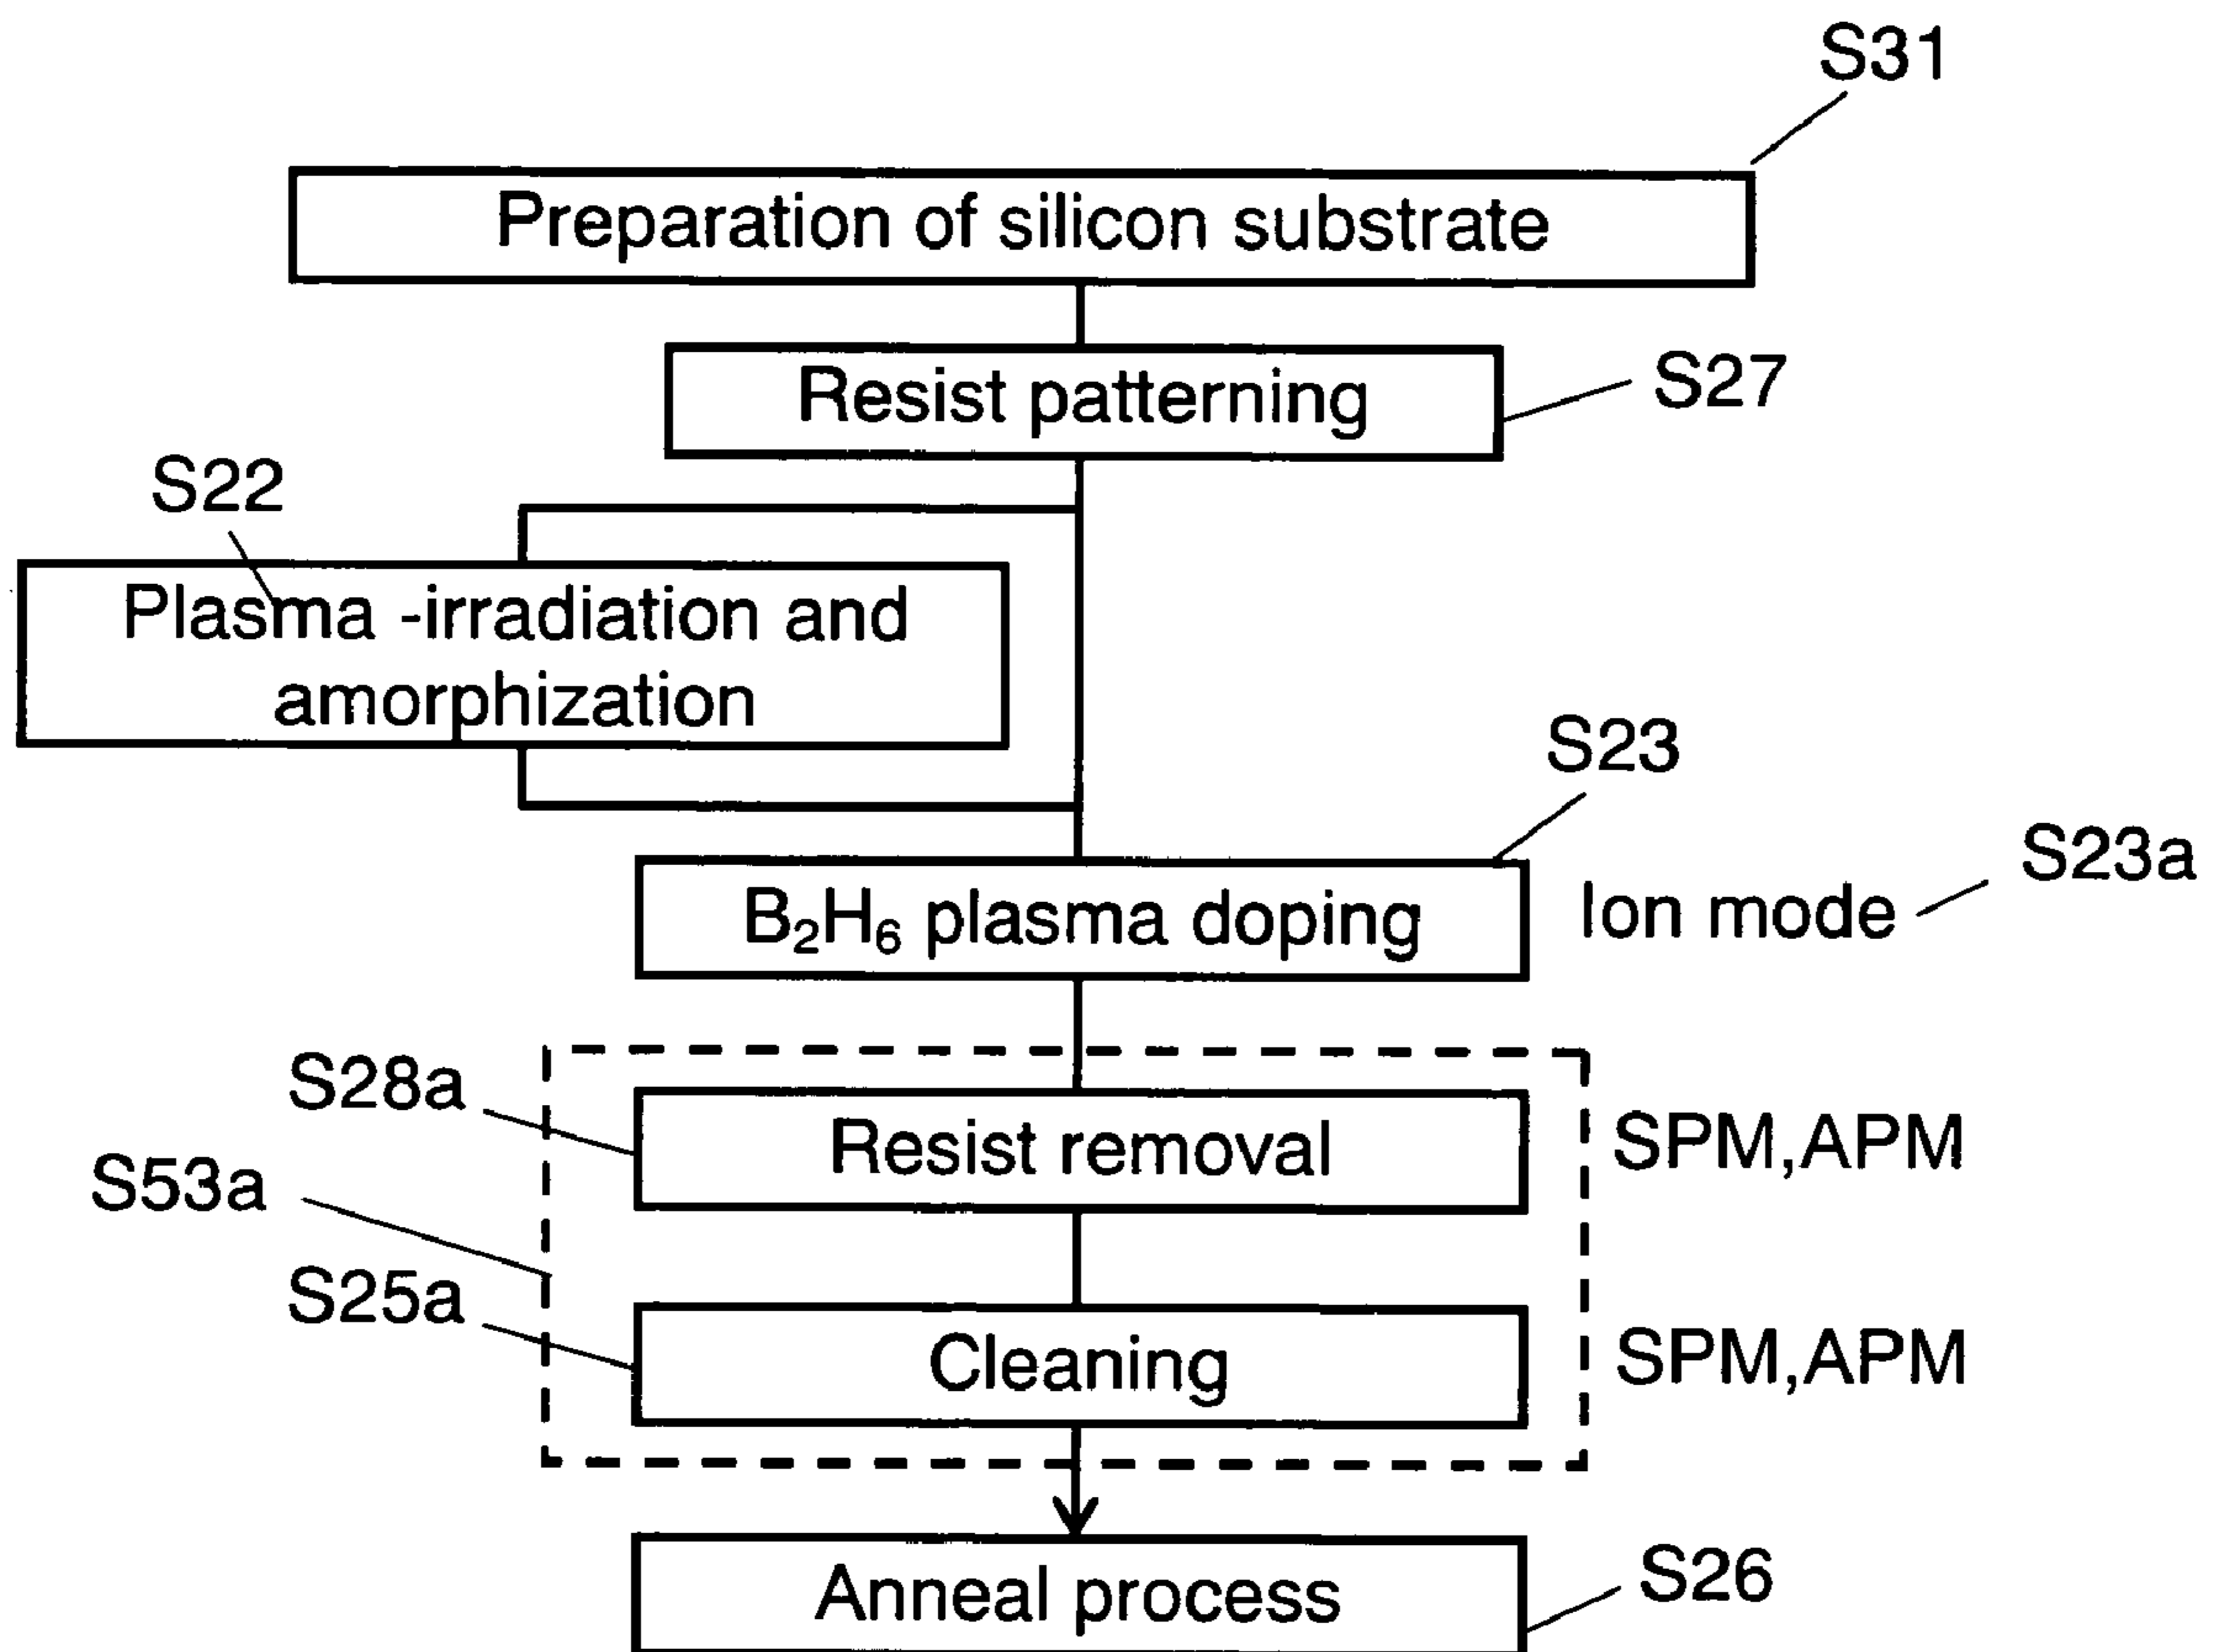 S31
Preparation of silicon substrate
Resist patterning
S27
S22
Plasma -irradiation and
amorphization
S23
B₂H₆ plasma doping
Ion mode
S23a
S28a
Resist removal
SPM,APM
S53a
S25a
Cleaning
SPM,APM
Anneal process
S26